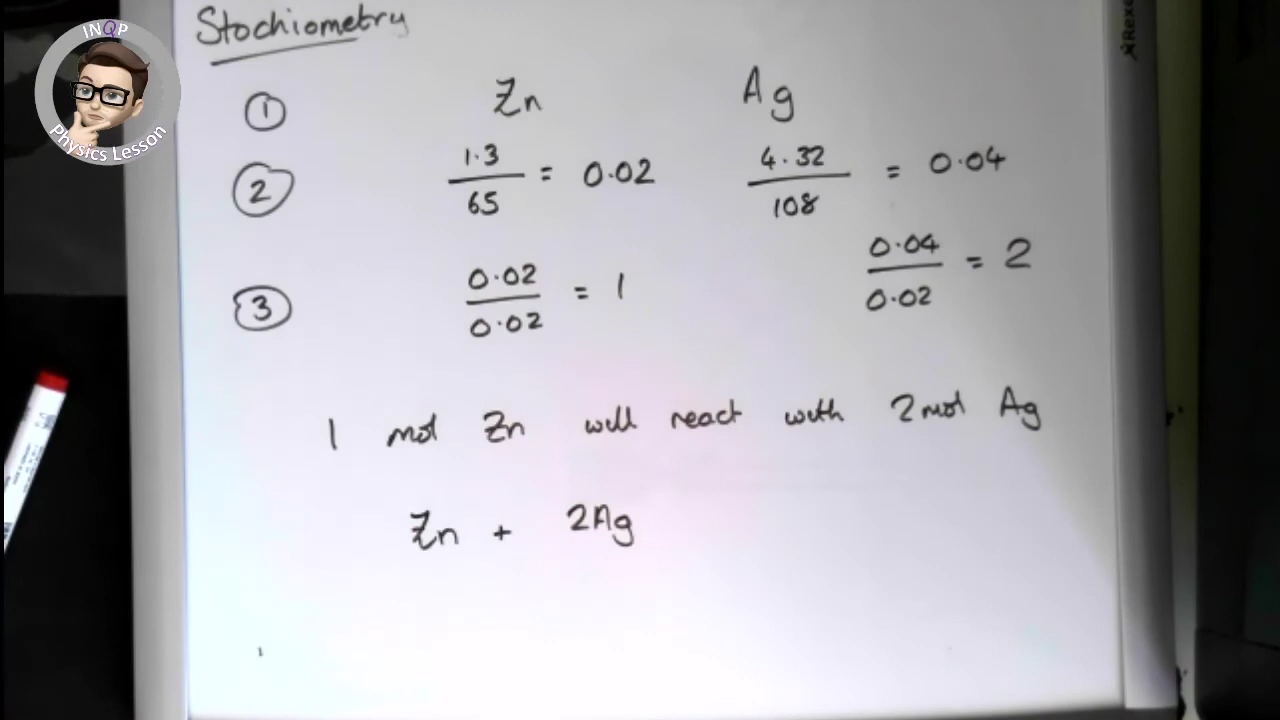 INQP
Physics Lesson
Stochiometry
1 Zn Ag
2 1.3/65 = 0.02 4.32/108 = 0.04
3 0.02/0.02 = 1 0.04/0.02 = 2
1 mol Zn will react with 2mol Ag
Zn + 2Ag